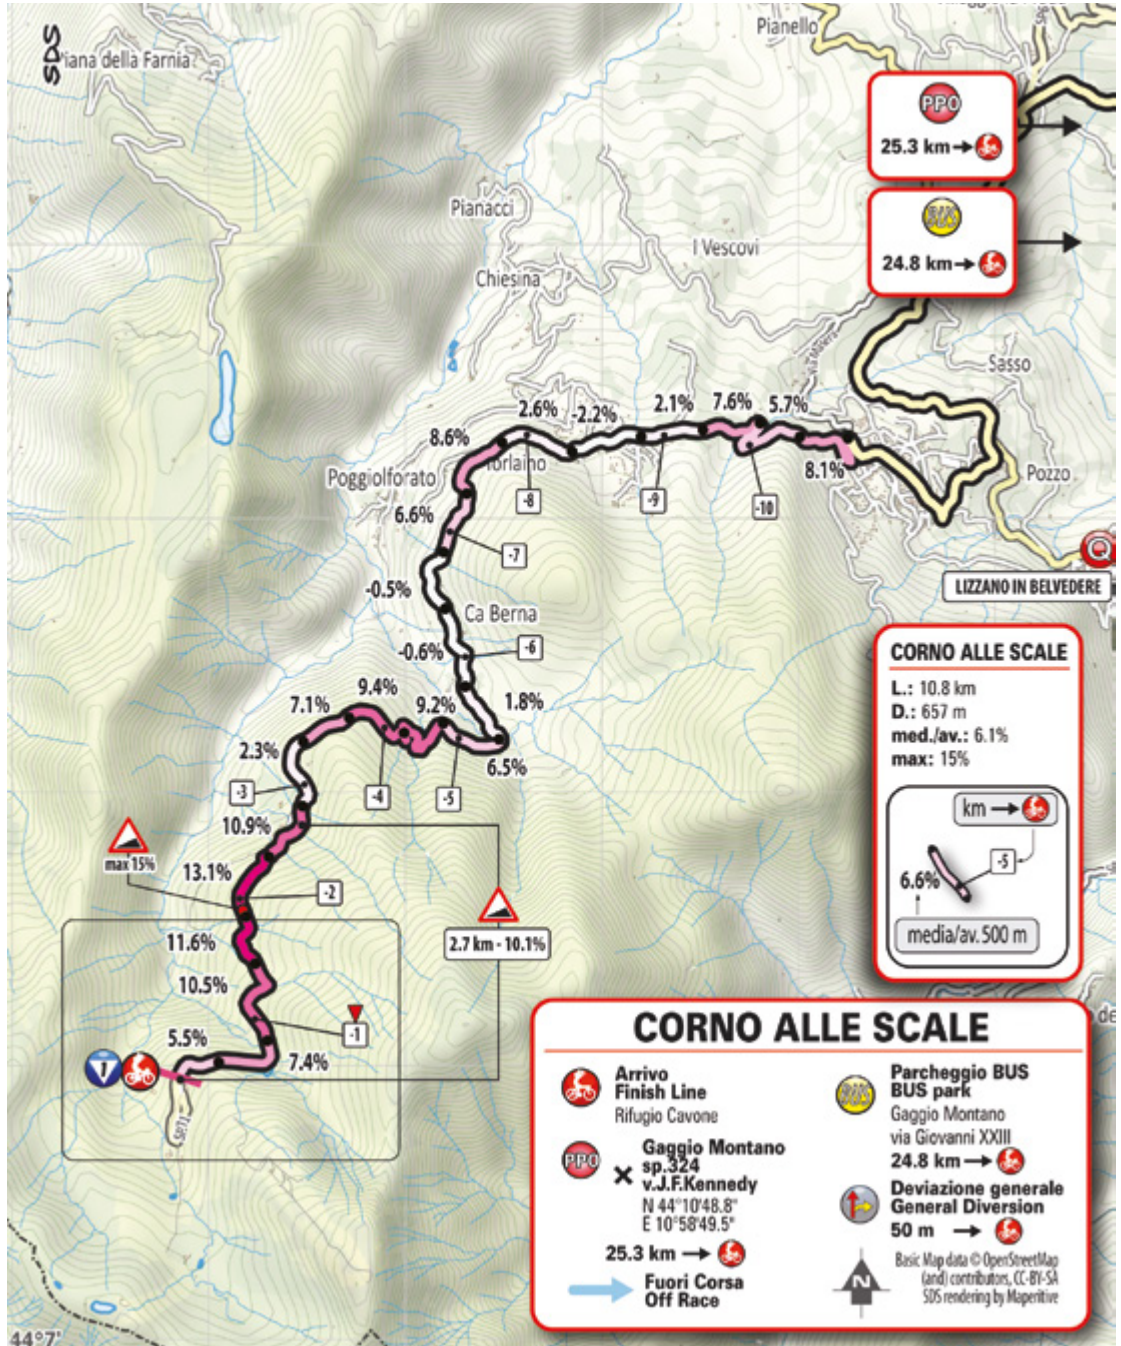 SDS
Piana della Farnia
Pianello
PPO
25.3 km
BUS
24.8 km
Pianacci
I Vescovi
Chiesina
Via Matera
Sasso
2.6%
-2.2%
2.1%
7.6%
5.7%
8.6%
Torlaino
8.1%
Poggiolforato
Pozzo
-8
-9
-10
6.6%
-7
Q
LIZZANO IN BELVEDERE
-0.5%
Ca Berna
-0.6%
-6
CORNO ALLE SCALE
L.: 10.8 km
D.: 657 m
med./av.: 6.1%
max: 15%
km
-5
6.6%
media/av. 500 m
1.8%
9.4%
7.1%
9.2%
2.3%
6.5%
-3
-4
-5
10.9%
max 15%
13.1%
-2
11.6%
2.7 km - 10.1%
10.5%
-1
5.5%
7.4%
1
SP71
CORNO ALLE SCALE
Arrivo
Finish Line
Rifugio Cavone
PPO
Gaggio Montano
sp.324
v.J.F.Kennedy
N 44°10'48.8"
E 10°58'49.5"
25.3 km
Fuori Corsa
Off Race
BUS
Parcheggio BUS
BUS park
Gaggio Montano
via Giovanni XXIII
24.8 km
Deviazione generale
General Diversion
50 m
N
Basic Map data © OpenStreetMap
(and) contributors, CC-BY-SA
SDS rendering by Maperitive
44°7'